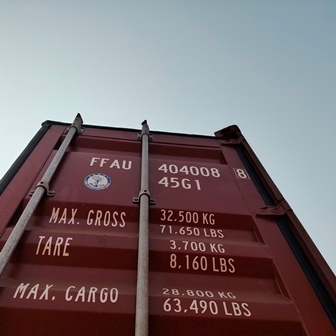 FFAU 404008 8
45G1
MAX. GROSS 32.500 KG
71.650 LBS
TARE 3.700 KG
8.160 LBS
MAX. CARGO 28.800 KG
63.490 LBS